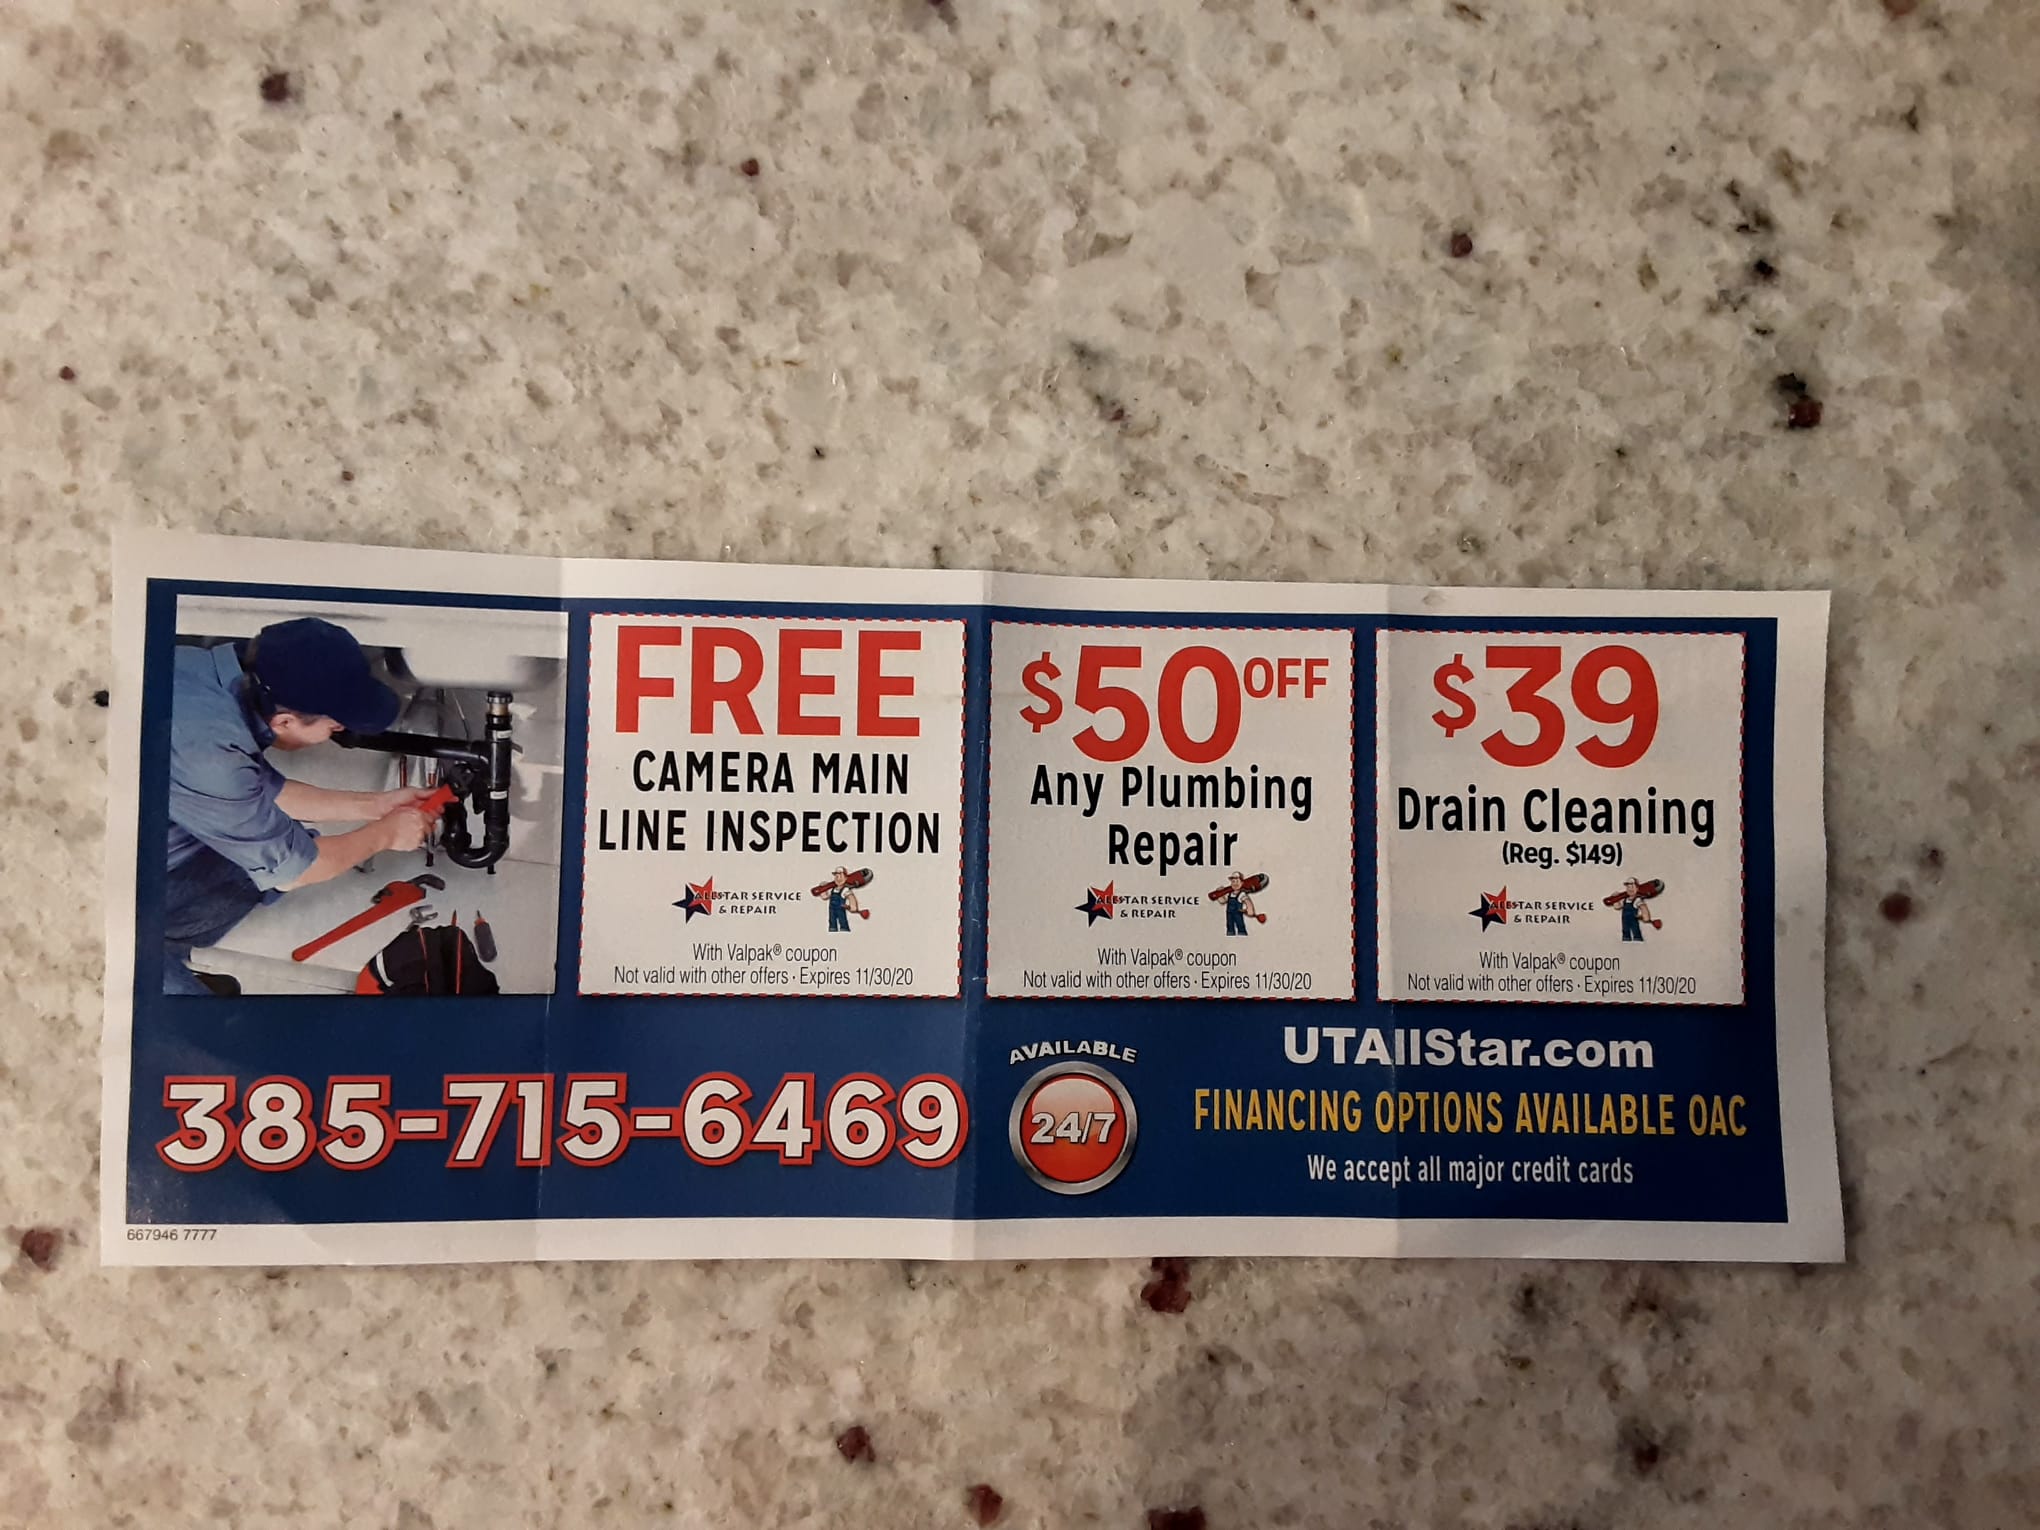 FREE
CAMERA MAIN
LINE INSPECTION
ALLSTAR SERVICE
& REPAIR
With Valpak® coupon
Not valid with other offers · Expires 11/30/20
$50 OFF
Any Plumbing
Repair
ALLSTAR SERVICE
& REPAIR
With Valpak® coupon
Not valid with other offers · Expires 11/30/20
$39
Drain Cleaning
(Reg. $149)
ALLSTAR SERVICE
& REPAIR
With Valpak® coupon
Not valid with other offers · Expires 11/30/20
385-715-6469
AVAILABLE
24/7
UTAllStar.com
FINANCING OPTIONS AVAILABLE OAC
We accept all major credit cards
667946 7777